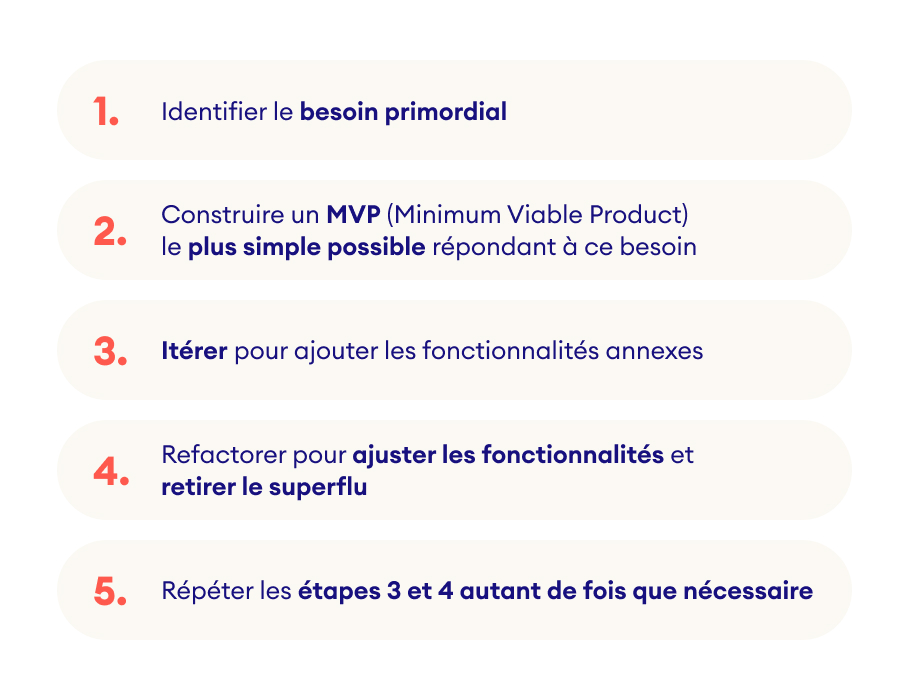 1. Identifier le besoin primordial
2. Construire un MVP (Minimum Viable Product)
le plus simple possible répondant à ce besoin
3. Itérer pour ajouter les fonctionnalités annexes
4. Refactorer pour ajuster les fonctionnalités et
retirer le superflu
5. Répéter les étapes 3 et 4 autant de fois que nécessaire